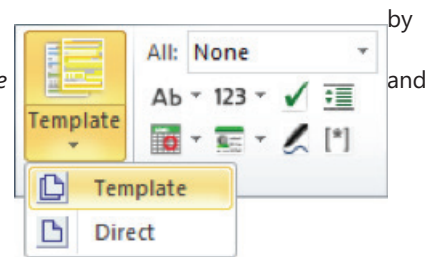 by
All: None
e and
Ab 123
Template
[*]
Template
Direct